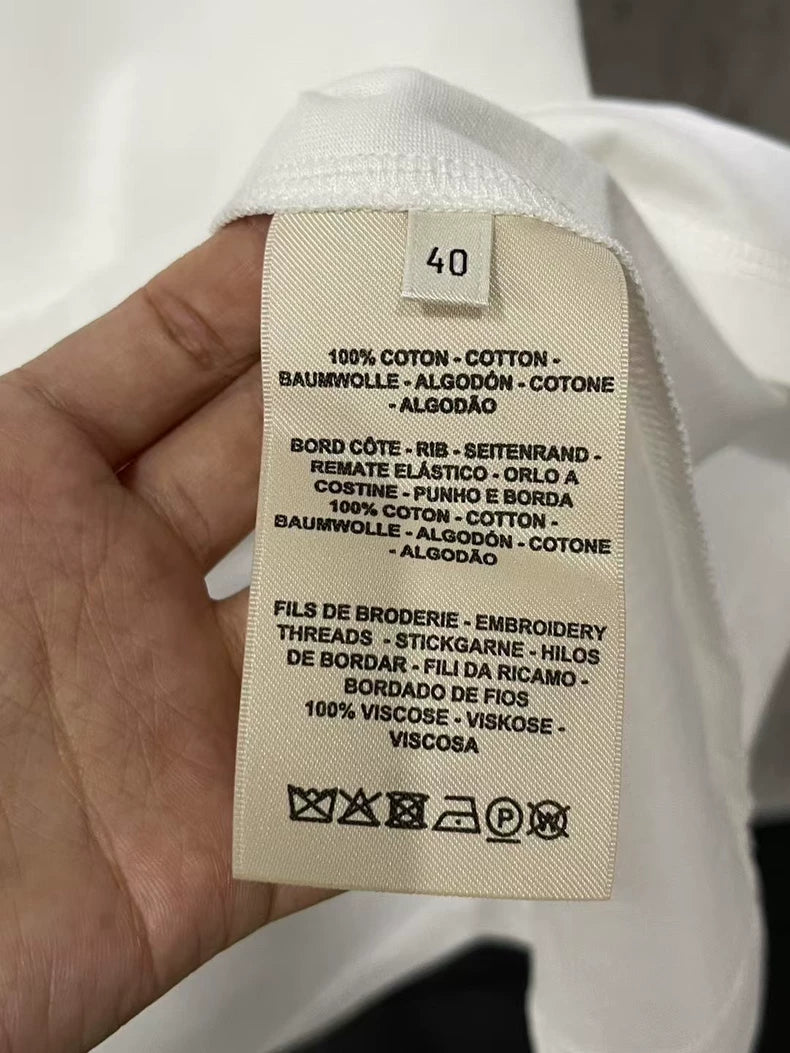 40
100% COTON - COTTON -
BAUMWOLLE - ALGODÓN - COTONE
- ALGODÃO
BORD CÔTE - RIB - SEITENRAND -
REMATE ELÁSTICO - ORLO A
COSTINE - PUNHO E BORDA
100% COTON - COTTON -
BAUMWOLLE - ALGODÓN - COTONE
- ALGODÃO
FILS DE BRODERIE - EMBROIDERY
THREADS - STICKGARNE - HILOS
DE BORDAR - FILI DA RICAMO -
BORDADO DE FIOS
100% VISCOSE - VISKOSE -
VISCOSA
P W